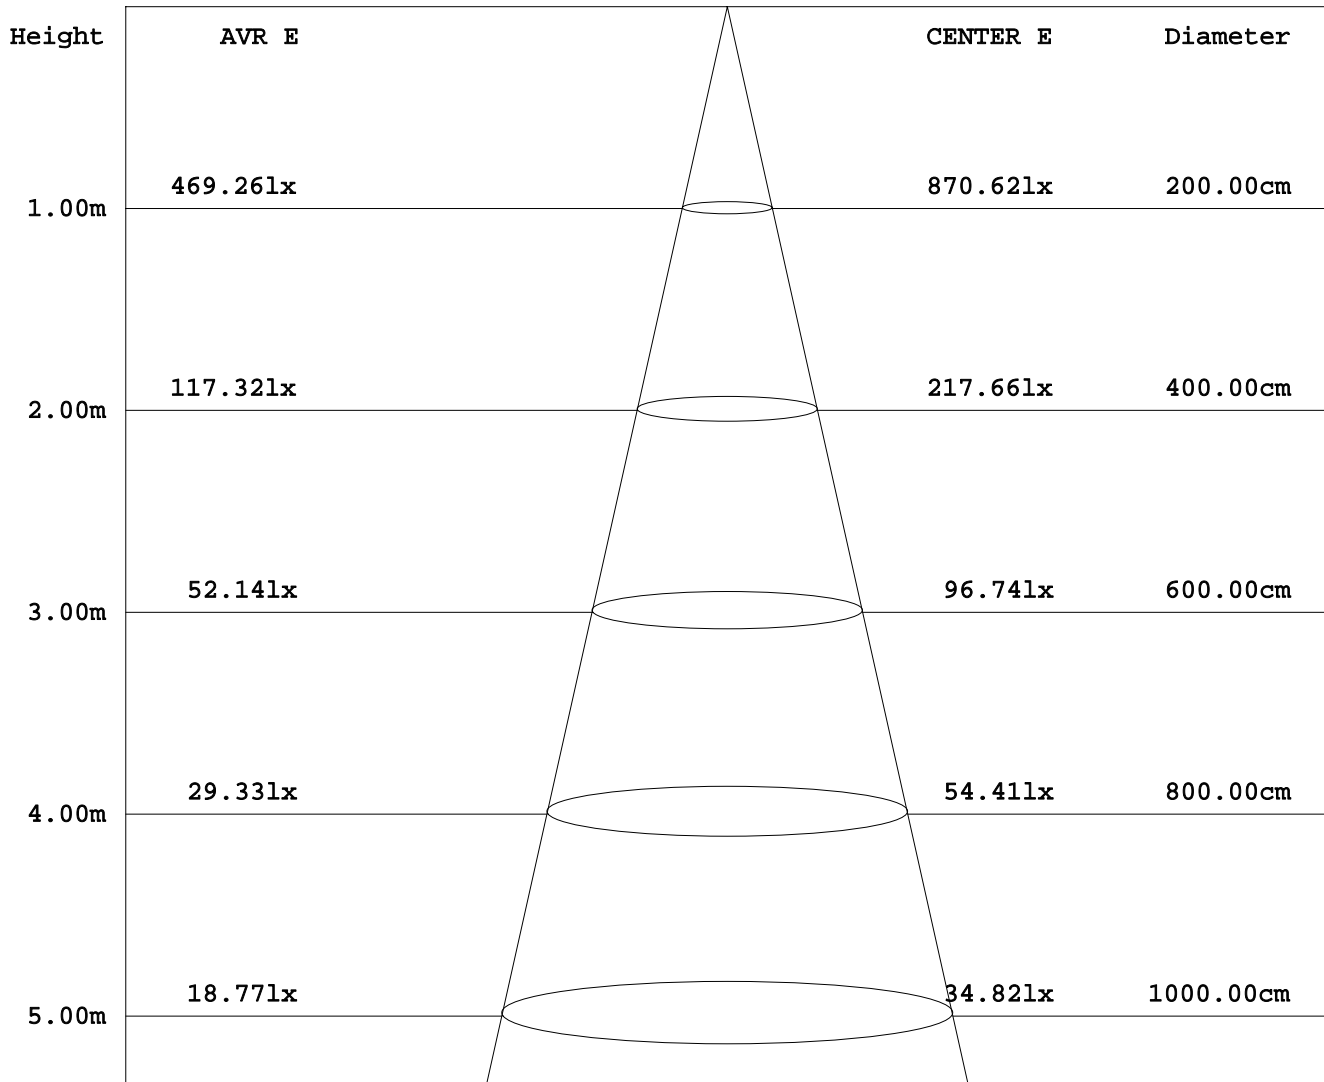 Height AVR E CENTER E Diameter
469.26lx 870.62lx 200.00cm
1.00m
117.32lx 217.66lx 400.00cm
2.00m
52.14lx 96.74lx 600.00cm
3.00m
29.33lx 54.41lx 800.00cm
4.00m
18.77lx 34.82lx 1000.00cm
5.00m